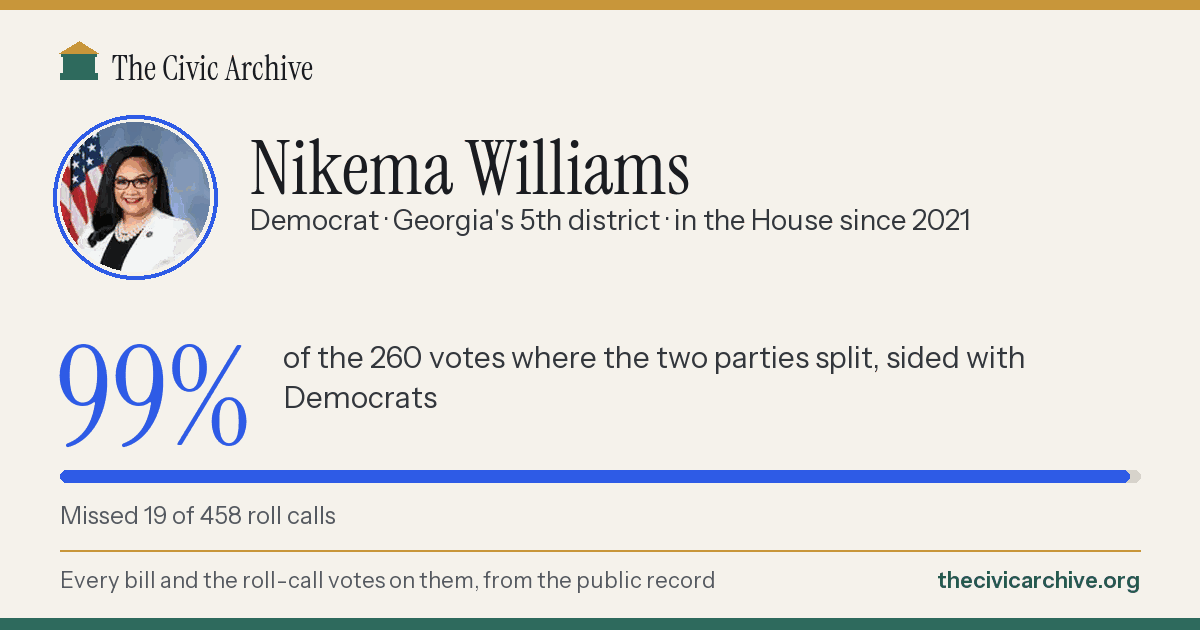 The Civic Archive
Nikema Williams
Democrat · Georgia's 5th district · in the House since 2021
99%
of the 260 votes where the two parties split, sided with
Democrats
Missed 19 of 458 roll calls
Every bill and the roll-call votes on them, from the public record
thecivicarchive.org